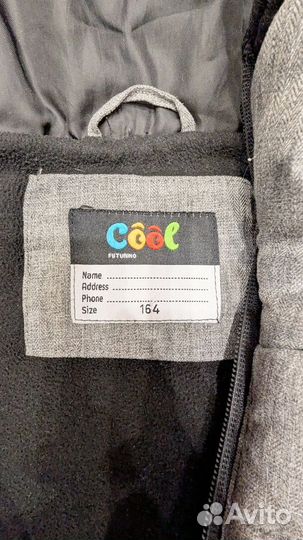 Côôl
FUTURINO
Name ........................
Address ........................
Phone ........................
Size 164
Avito